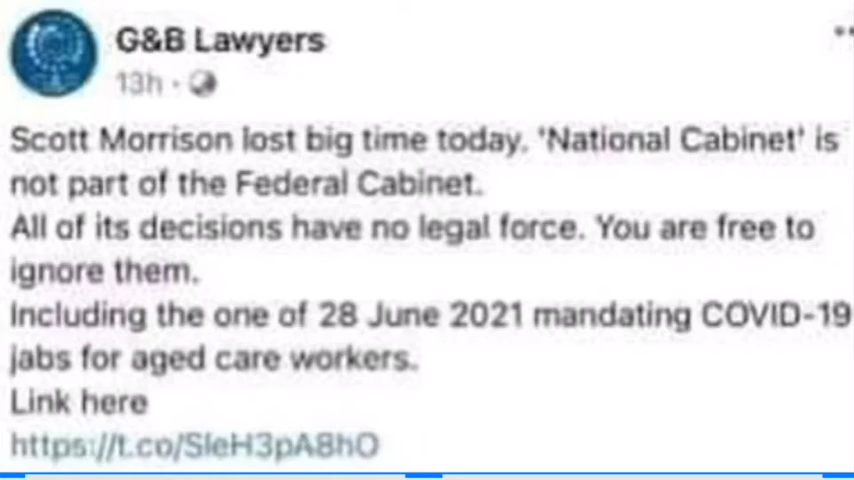 G&B Lawyers
13h ·
Scott Morrison lost big time today. 'National Cabinet' is
not part of the Federal Cabinet.
All of its decisions have no legal force. You are free to
ignore them.
Including the one of 28 June 2021 mandating COVID-19
jabs for aged care workers.
Link here
https://t.co/SleH3pA8hO